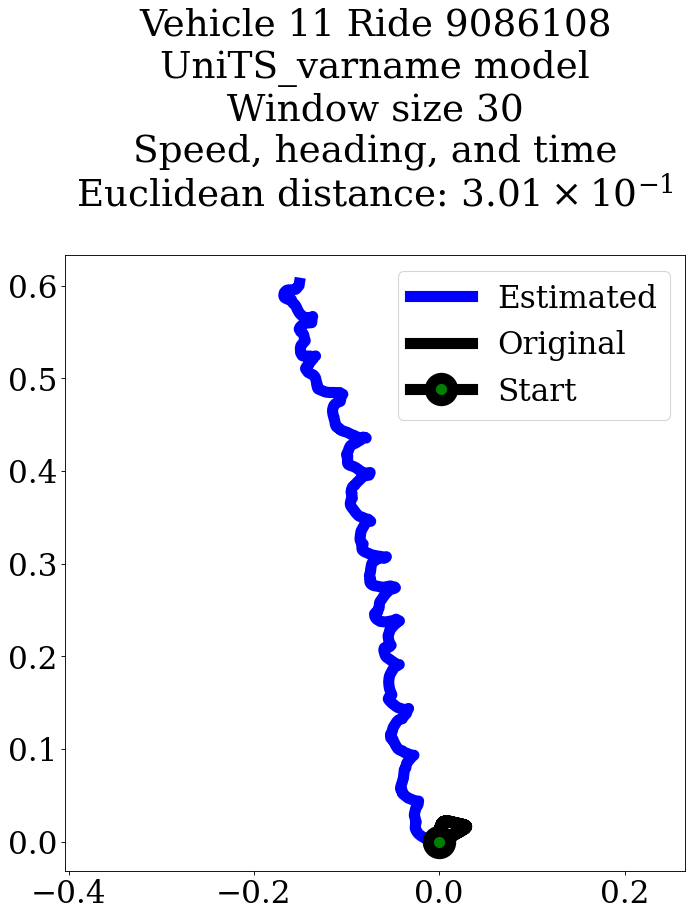 Vehicle 11 Ride 9086108
UniTS_varname model
Window size 30
Speed, heading, and time
Euclidean distance: 3.01 × 10⁻¹
Estimated
Original
Start
0.6
0.5
0.4
0.3
0.2
0.1
0.0
−0.4 −0.2 0.0 0.2